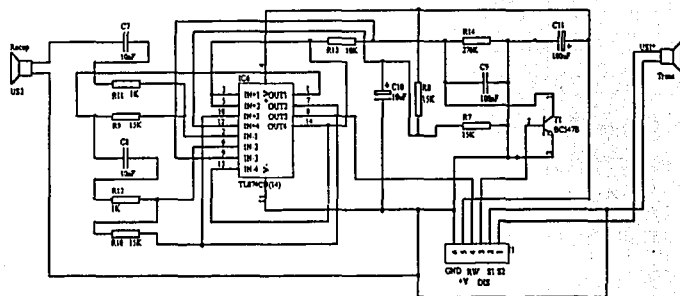 Recep
US2
C7
10nF
R11 1K
R9 15K
C8
10nF
R12
1K
R10 15K
IC6
IN+1
IN+2
IN+3
IN+4
IN-1
IN-2
IN-3
IN-4
OUT1
OUT2
OUT3
OUT4
TL074CN(14)
R13 10K
C10
10uF
R8
15K
R14
270K
C9
100nF
R7
15K
C11
100uF
T1
BC547B
Trans
GND
+V
RW
DIS
S1 S2